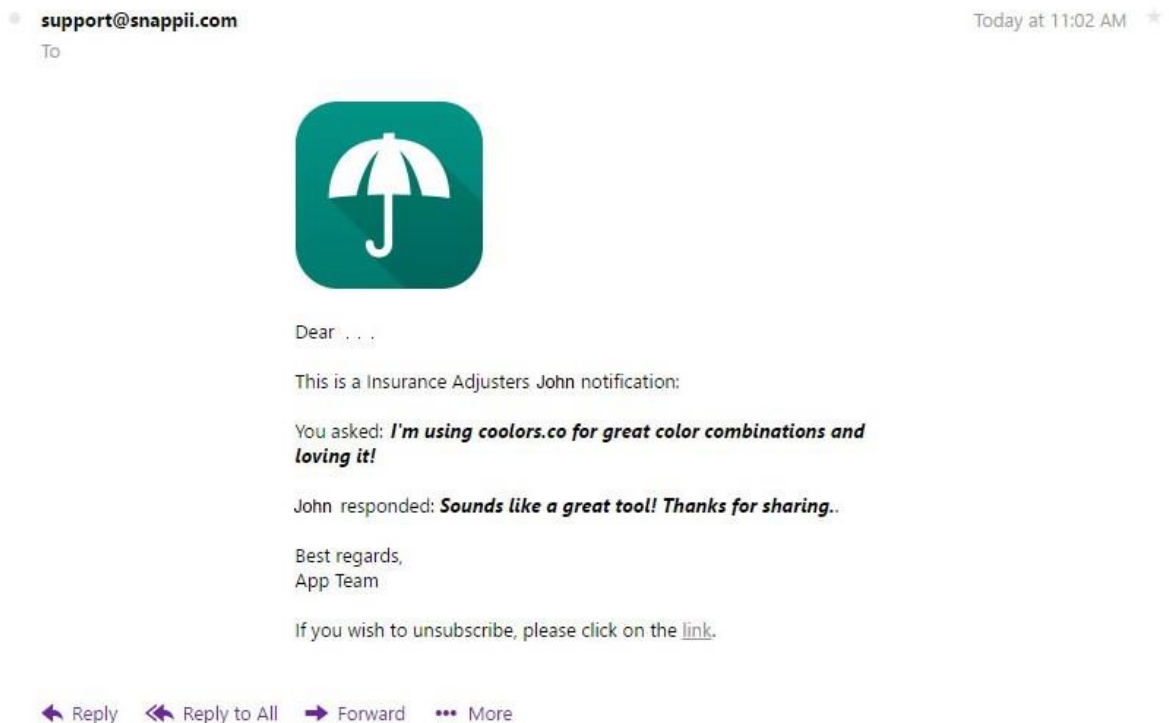 support@snappii.com
Today at 11:02 AM
To
Dear . . .
This is a Insurance Adjusters John notification:
You asked: I'm using coolors.co for great color combinations and
loving it!
John responded: Sounds like a great tool! Thanks for sharing..
Best regards,
App Team
If you wish to unsubscribe, please click on the link.
Reply Reply to All Forward ••• More